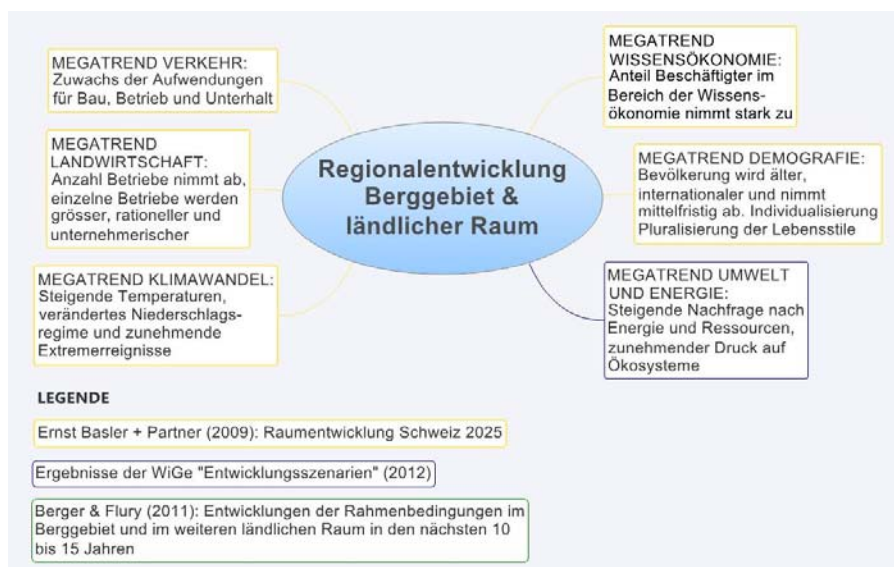 MEGATREND VERKEHR:
Zuwachs der Aufwendungen
für Bau, Betrieb und Unterhalt
MEGATREND
LANDWIRTSCHAFT:
Anzahl Betriebe nimmt ab,
einzelne Betriebe werden
grösser, rationeller und
unternehmerischer
MEGATREND KLIMAWANDEL:
Steigende Temperaturen,
verändertes Niederschlags-
regime und zunehmende
Extremerreignisse
Regionalentwicklung
Berggebiet &
ländlicher Raum
MEGATREND
WISSENSÖKONOMIE:
Anteil Beschäftigter im
Bereich der Wissens-
ökonomie nimmt stark zu
MEGATREND DEMOGRAFIE:
Bevölkerung wird älter,
internationaler und nimmt
mittelfristig ab. Individualisierung
Pluralisierung der Lebensstile
MEGATREND UMWELT
UND ENERGIE:
Steigende Nachfrage nach
Energie und Ressourcen,
zunehmender Druck auf
Ökosysteme
LEGENDE
Ernst Basler + Partner (2009): Raumentwicklung Schweiz 2025
Ergebnisse der WiGe "Entwicklungsszenarien" (2012)
Berger & Flury (2011): Entwicklungen der Rahmenbedingungen im
Berggebiet und im weiteren ländlichen Raum in den nächsten 10
bis 15 Jahren